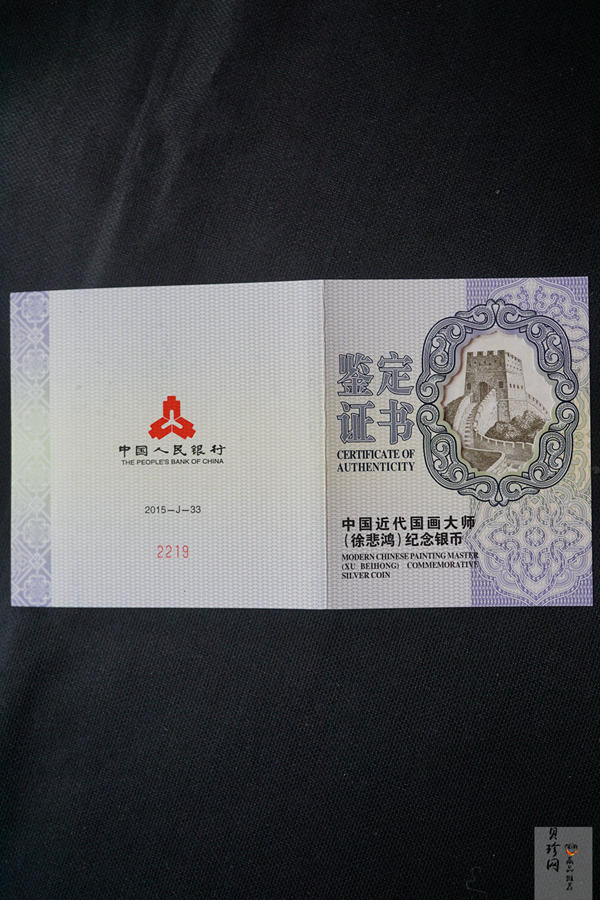 中国人民银行
THE PEOPLE'S BANK OF CHINA
2015-J-33
2219
鉴定
证书
CERTIFICATE OF
AUTHENTICITY
中国近代国画大师
(徐悲鸿)纪念银币
MODERN CHINESE PAINTING MASTER
(XU BEIHONG) COMMEMORATIVE
SILVER COIN
贝珍网